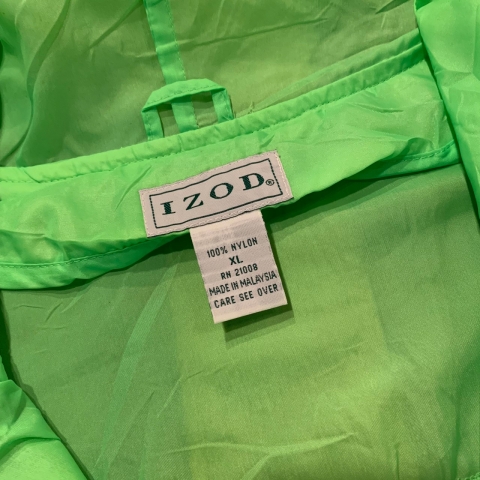 IZOD®
100% NYLON
XL
RN 21008
MADE IN MALAYSIA
CARE SEE OVER